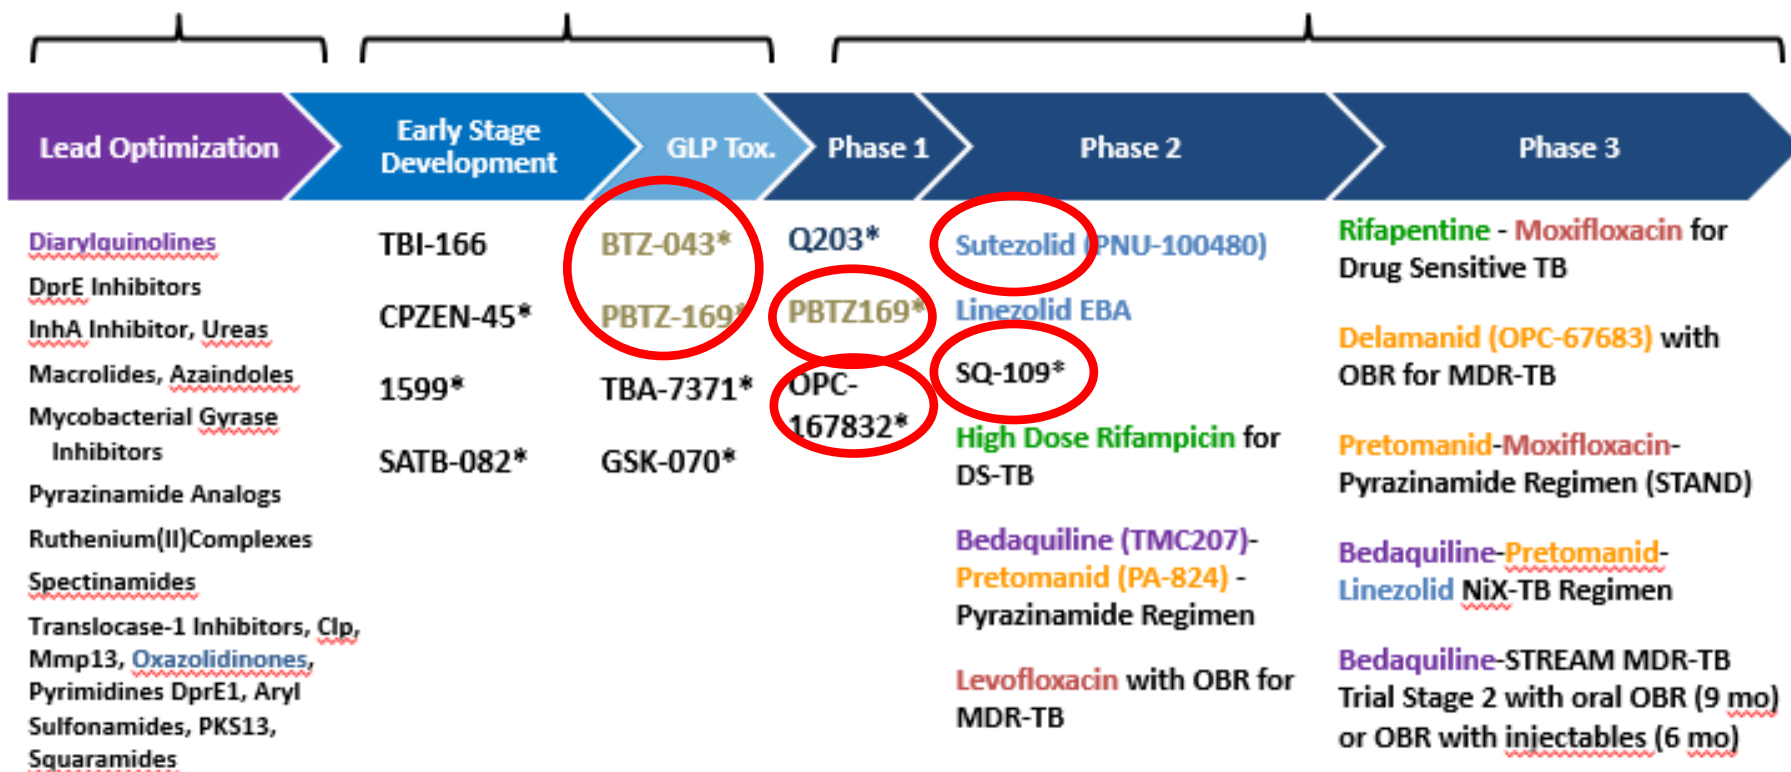 Lead Optimization
Early Stage
Development
GLP Tox.
Phase 1
Phase 2
Phase 3
Diarylquinolines
DprE Inhibitors
InhA Inhibitor, Ureas
Macrolides, Azaindoles
Mycobacterial Gyrase
Inhibitors
Pyrazinamide Analogs
Ruthenium(II)Complexes
Spectinamides
Translocase-1 Inhibitors, Clp,
Mmp13, Oxazolidinones,
Pyrimidines DprE1, Aryl
Sulfonamides, PKS13,
Squaramides
TBI-166
CPZEN-45*
1599*
SATB-082*
BTZ-043*
PBTZ-169*
TBA-7371*
GSK-070*
Q203*
PBTZ169*
OPC-
167832*
Sutezolid (PNU-100480)
Linezolid EBA
SQ-109*
High Dose Rifampicin for
DS-TB
Bedaquiline (TMC207)-
Pretomanid (PA-824) -
Pyrazinamide Regimen
Levofloxacin with OBR for
MDR-TB
Rifapentine - Moxifloxacin for
Drug Sensitive TB
Delamanid (OPC-67683) with
OBR for MDR-TB
Pretomanid-Moxifloxacin-
Pyrazinamide Regimen (STAND)
Bedaquiline-Pretomanid-
Linezolid NiX-TB Regimen
Bedaquiline-STREAM MDR-TB
Trial Stage 2 with oral OBR (9 mo)
or OBR with injectables (6 mo)